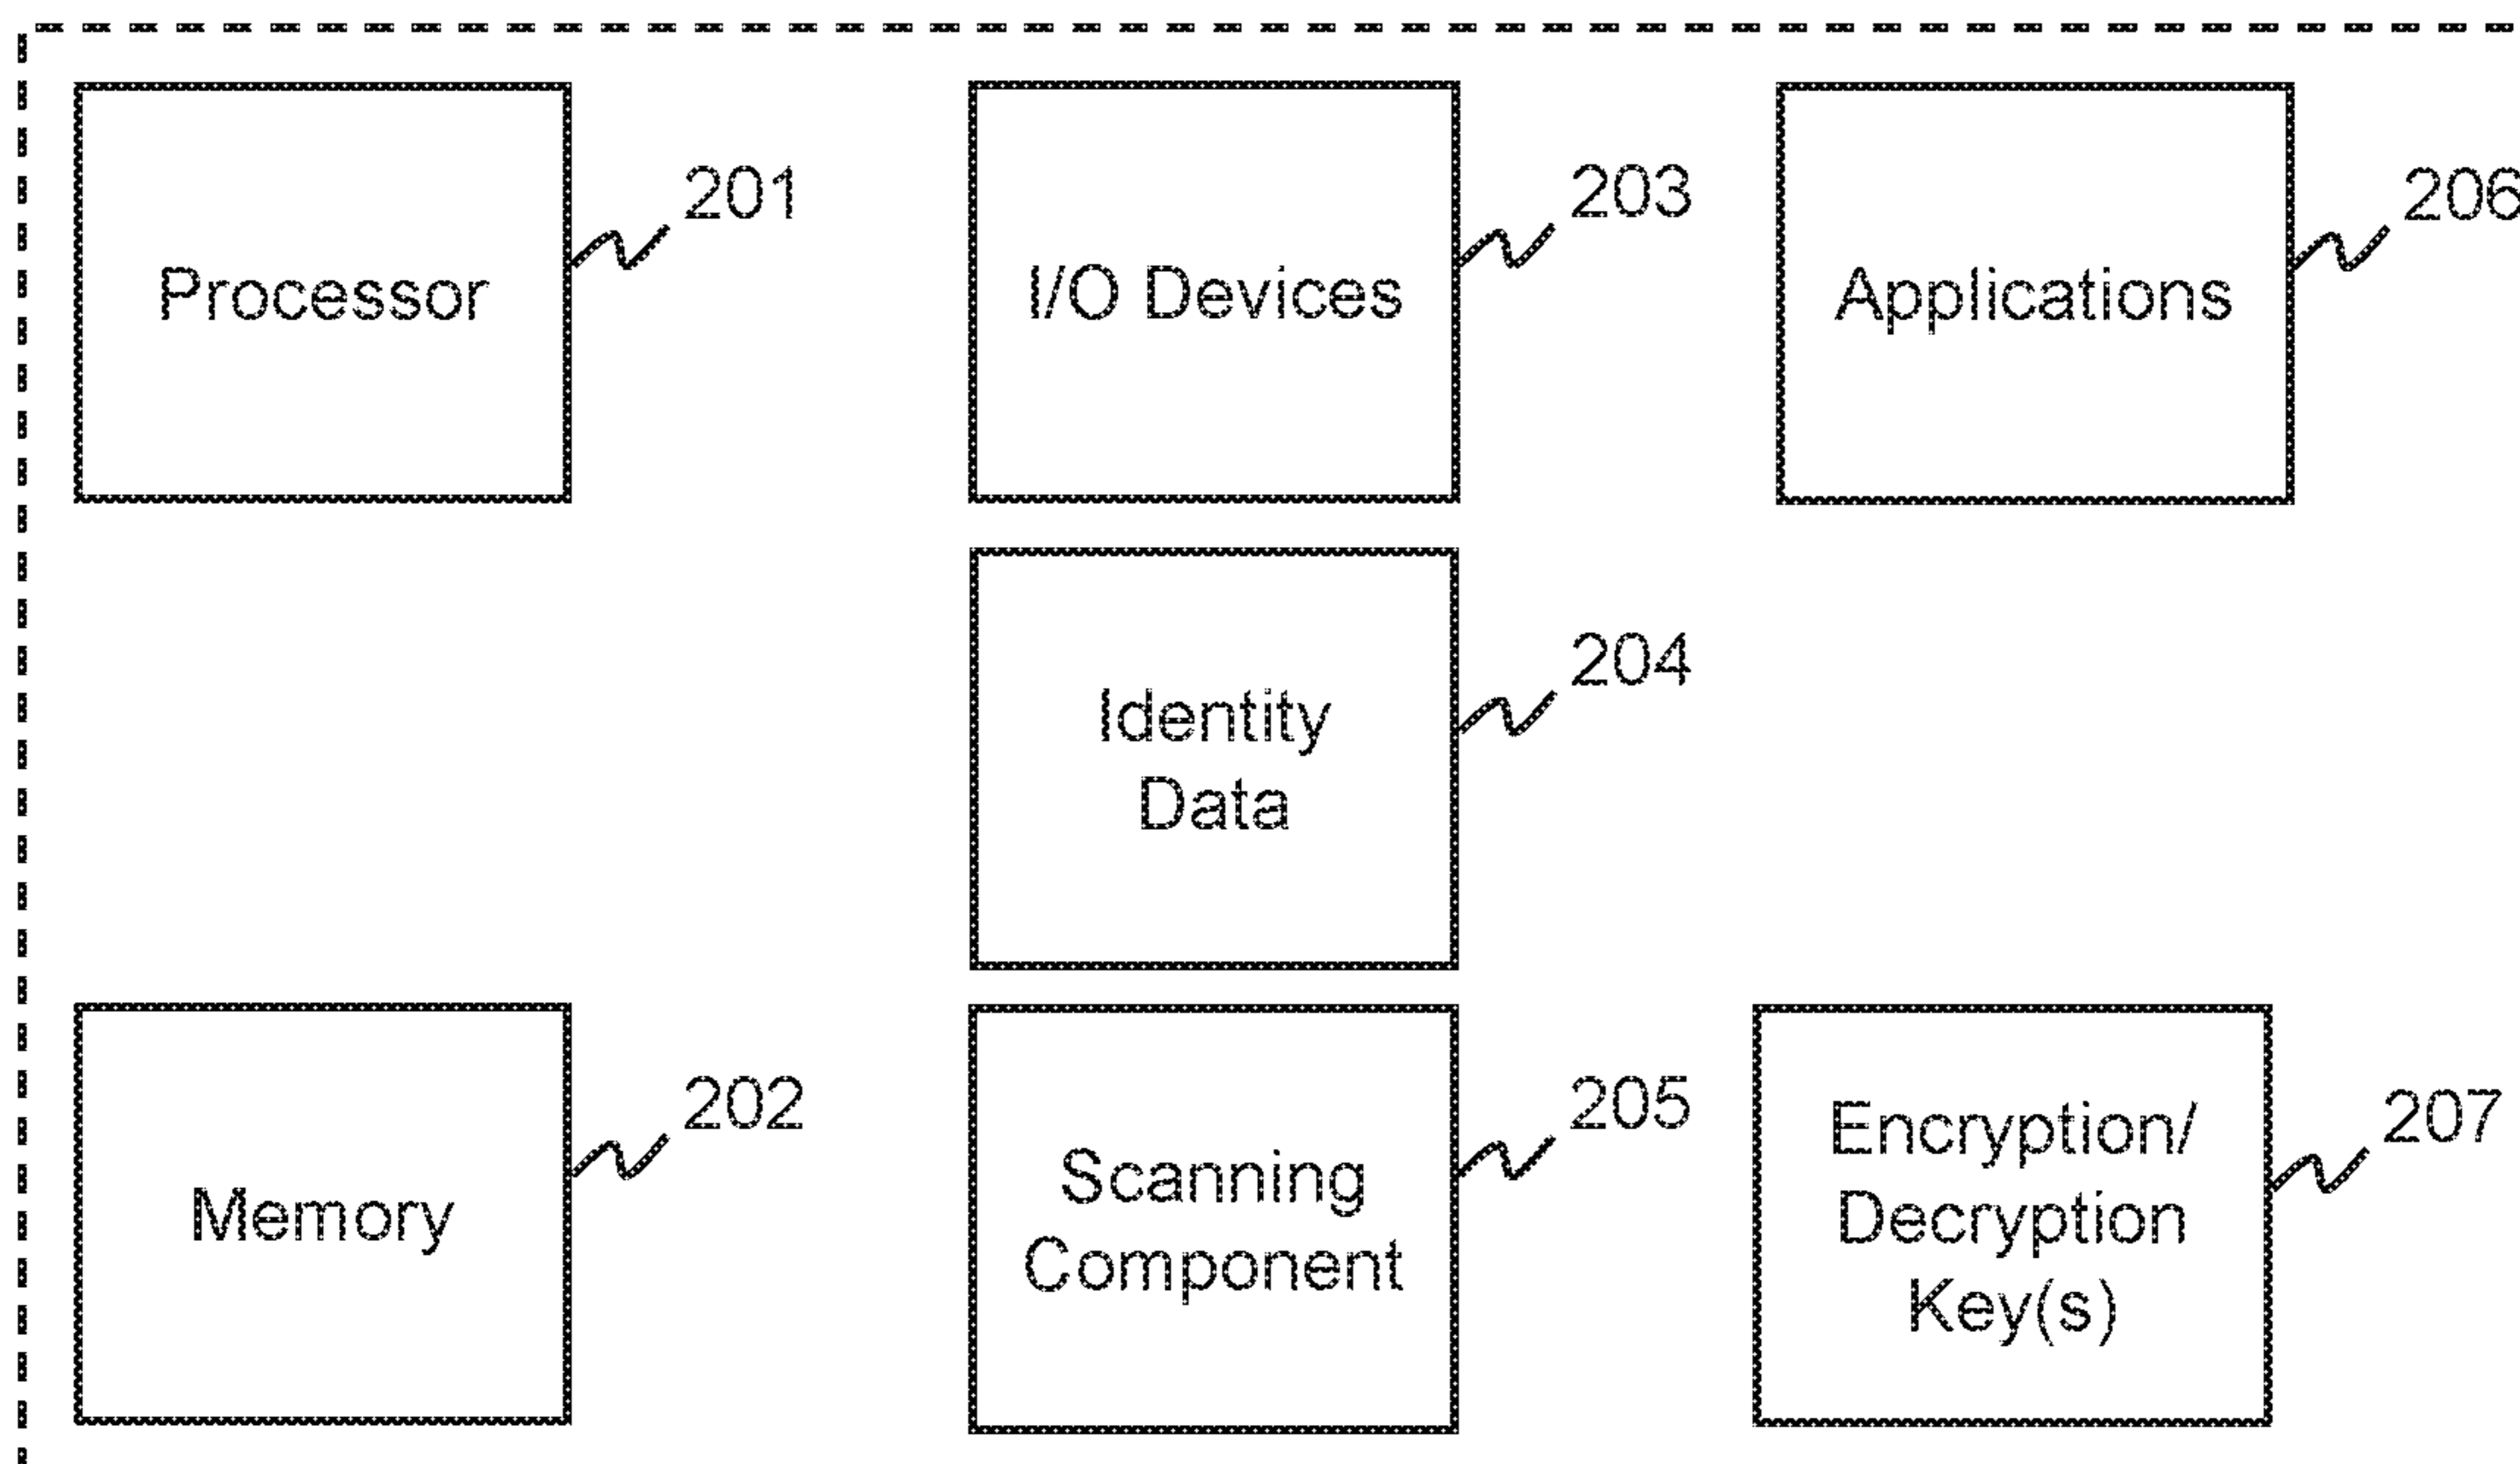 201
203
206
Processor
I/O Devices
Applications
204
Identity
Data
202
205
207
Memory
Scanning
Component
Encryption/
Decryption
Key(s)